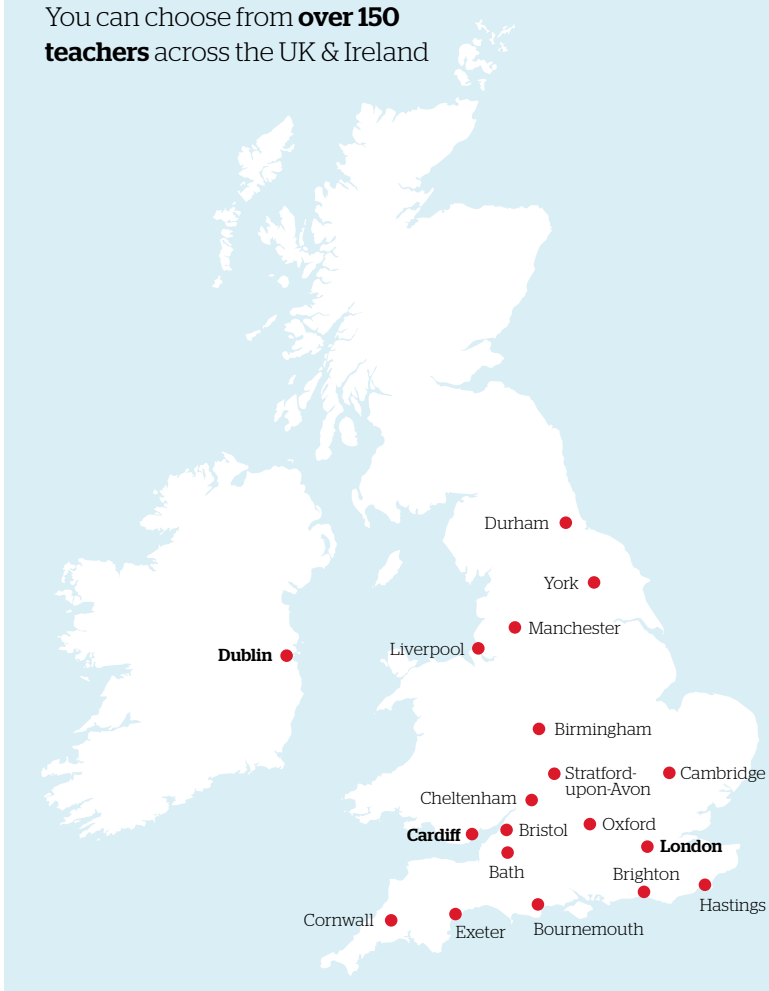 You can choose from over 150
teachers across the UK & Ireland
Durham
York
Manchester
Liverpool
Dublin
Birmingham
Stratford-
upon-Avon
Cambridge
Cheltenham
Oxford
Bristol
Cardiff
London
Bath
Brighton
Hastings
Cornwall
Exeter
Bournemouth